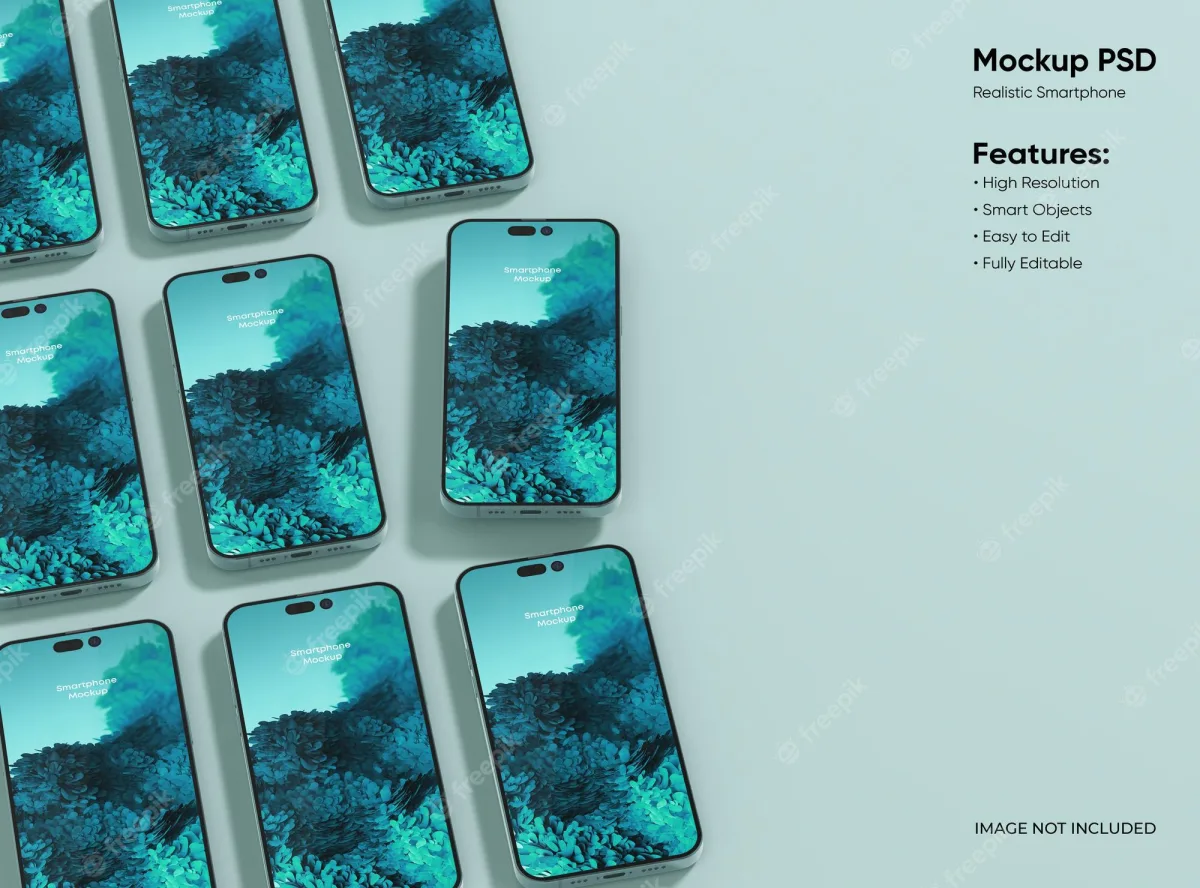 Smartphone
Mockup
Mockup PSD
Realistic Smartphone
Features:
• High Resolution
• Smart Objects
• Easy to Edit
• Fully Editable
Smartphone
Mockup
Smartphone
Mockup
Smartphone
Mockup
Smartphone
Mockup
Smartphone
Mockup
Smartphone
Mockup
IMAGE NOT INCLUDED
freepik